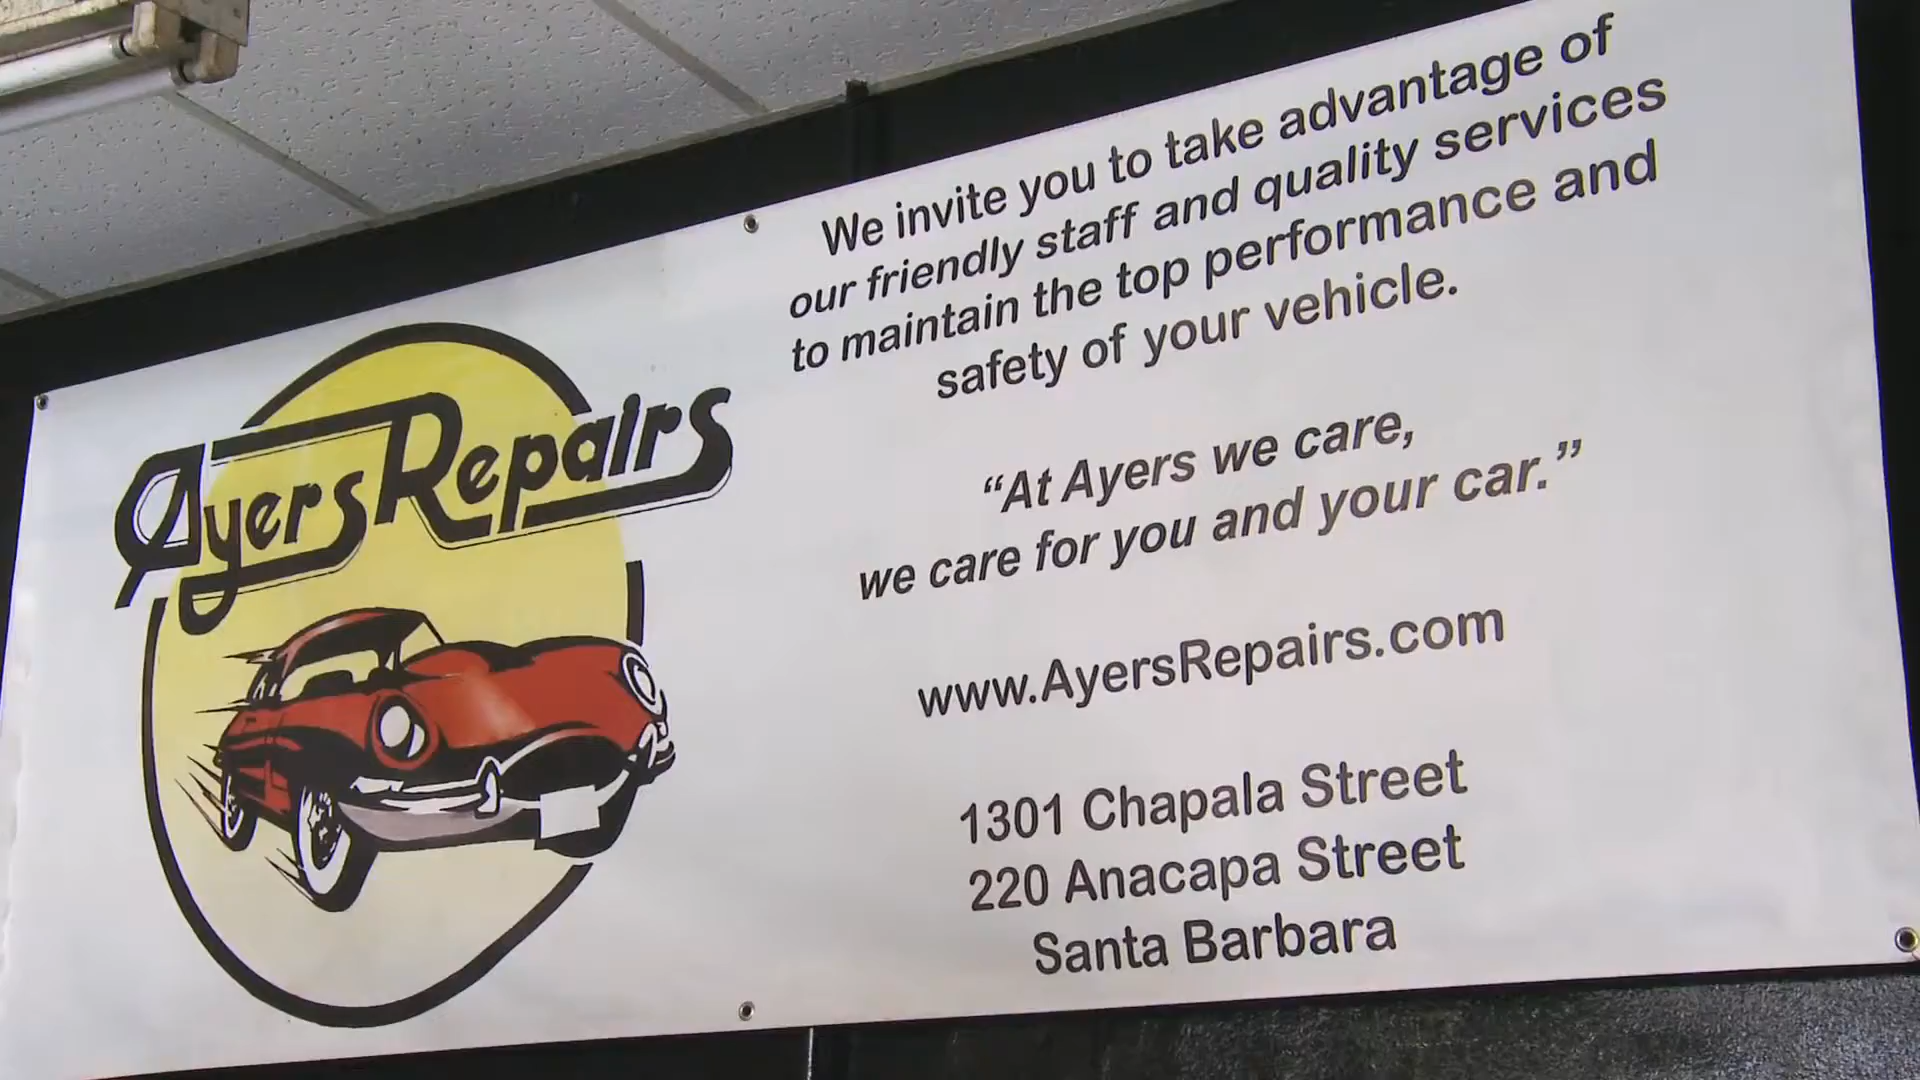 Ayers Repairs
We invite you to take advantage of
our friendly staff and quality services
to maintain the top performance and
safety of your vehicle.
“At Ayers we care,
we care for you and your car.”
www.AyersRepairs.com
1301 Chapala Street
220 Anacapa Street
Santa Barbara